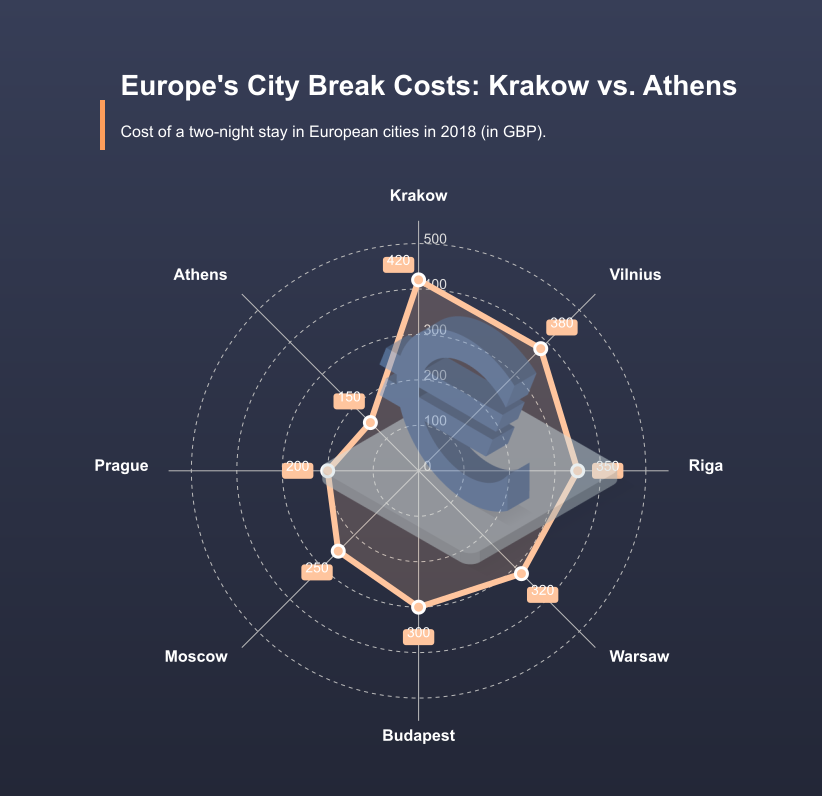 Europe's City Break Costs: Krakow vs. Athens
Cost of a two-night stay in European cities in 2018 (in GBP).
Krakow
500
420
400
Athens
Vilnius
380
300
200
150
100
Prague
200
0
350
Riga
250
320
300
Moscow
Warsaw
Budapest